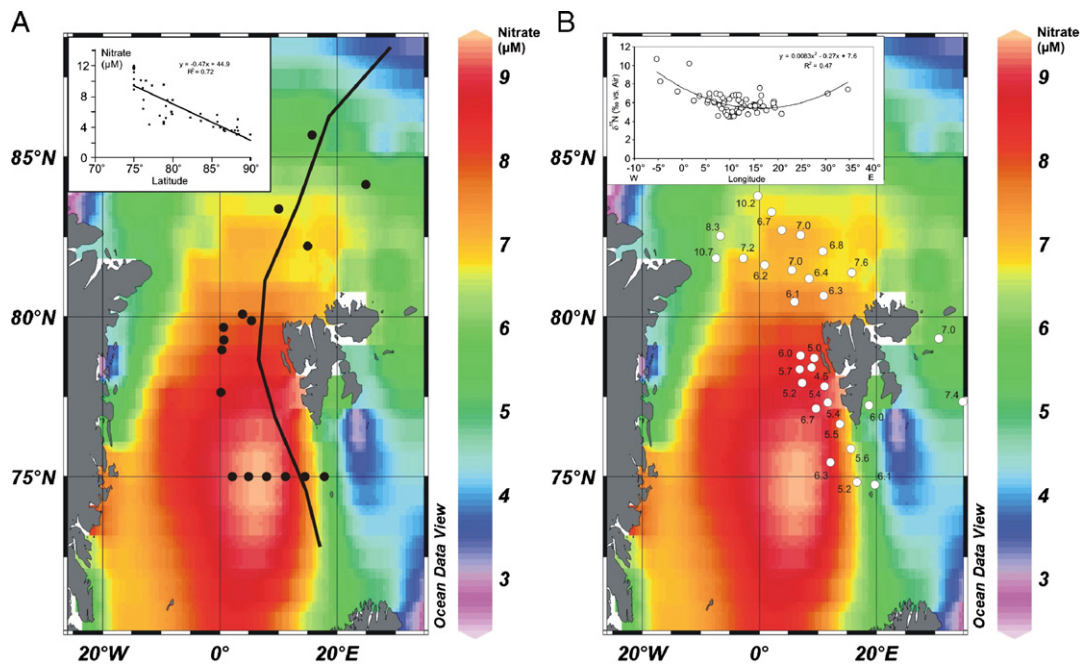 A
Nitrate
(µM)
12
8
4
0
y = -0.47x + 44.9
R² = 0.72
70° 75 80 85 90°
Latitude
85°N
80°N
75°N
20°W 0° 20°E
Ocean Data View
Nitrate
(µM)
9
8
7
6
5
4
3
B
δ¹⁵N (‰ vs. Air)
12
10
8
6
4
2
0
y = 0.0083x² - 0.27x + 7.6
R² = 0.47
-10° -5° 0° 5° 10° 15° 20° 25° 30° 35° 40°
W Longitude E
85°N
10.2
6.7
8.3 7.0
10.7 7.2 6.8
6.2 7.0 6.4 7.6
6.1 6.3
80°N
7.0
6.0 5.0
5.7 4.5
5.2 5.4
7.4
6.7 5.4 6.0
5.5
5.6
6.3
5.2 6.1
75°N
20°W 0° 20°E
Ocean Data View
Nitrate
(µM)
9
8
7
6
5
4
3